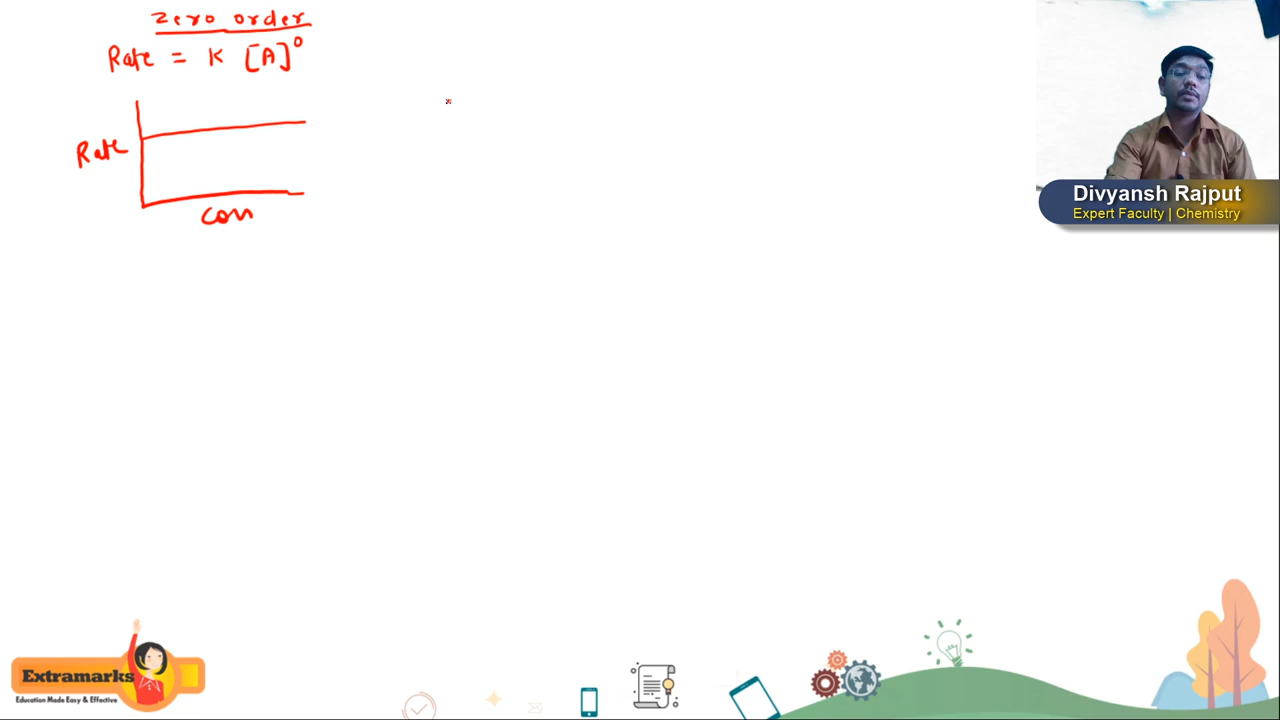 Zero order
Rate = K [A]⁰
Rate
con
Divyansh Rajput
Expert Faculty | Chemistry
Extramarks
Education Made Easy & Effective